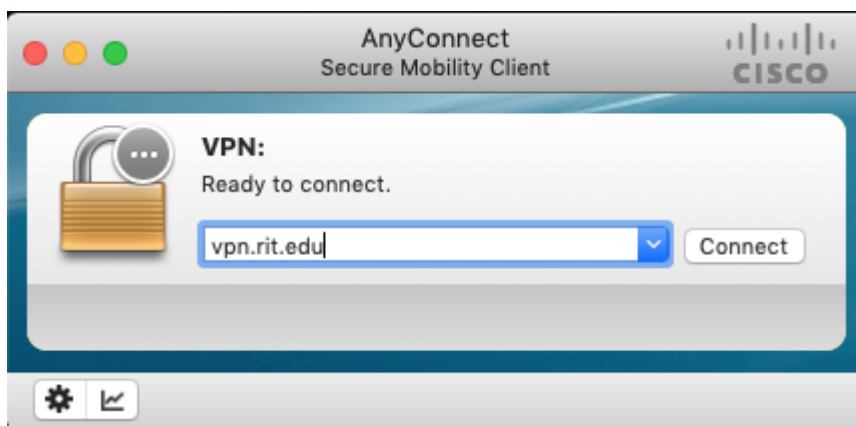 AnyConnect
Secure Mobility Client
CISCO
VPN:
Ready to connect.
vpn.rit.edu
Connect